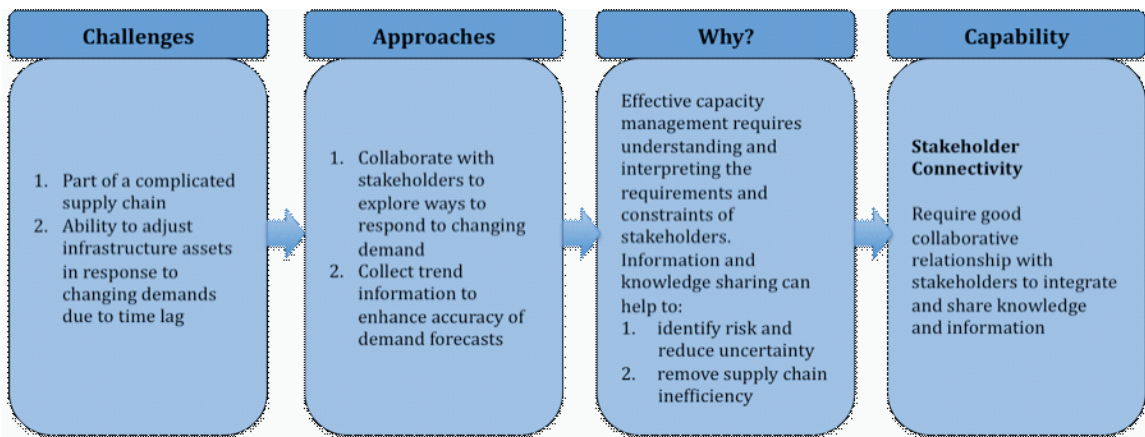 Challenges
1. Part of a complicated
supply chain
2. Ability to adjust
infrastructure assets
in response to
changing demands
due to time lag
Approaches
1. Collaborate with
stakeholders to
explore ways to
respond to changing
demand
2. Collect trend
information to
enhance accuracy of
demand forecasts
Why?
Effective capacity
management requires
understanding and
interpreting the
requirements and
constraints of
stakeholders.
Information and
knowledge sharing can
help to:
1. identify risk and
reduce uncertainty
2. remove supply chain
inefficiency
Capability
Stakeholder
Connectivity
Require good
collaborative
relationship with
stakeholders to integrate
and share knowledge
and information